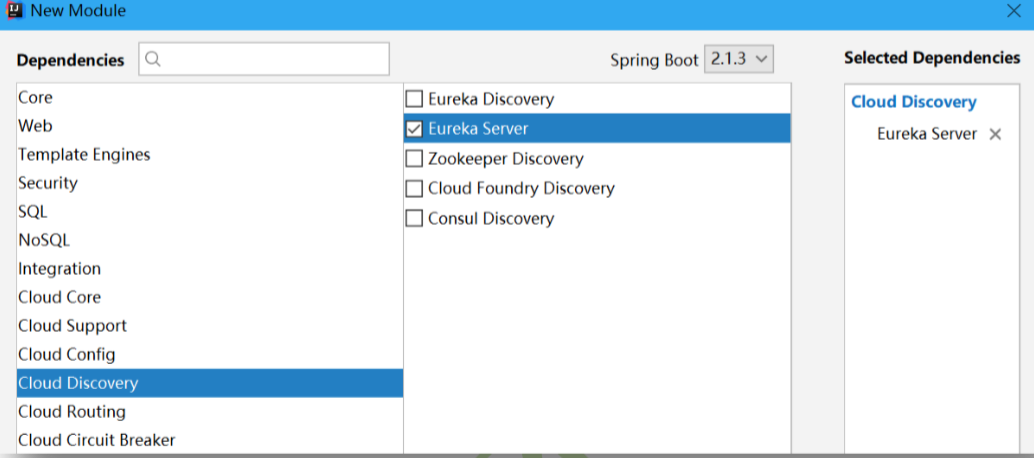 New Module
Dependencies
Spring Boot 2.1.3
Selected Dependencies
Core
Web
Template Engines
Security
SQL
NoSQL
Integration
Cloud Core
Cloud Support
Cloud Config
Cloud Discovery
Cloud Routing
Cloud Circuit Breaker
Eureka Discovery
Eureka Server
Zookeeper Discovery
Cloud Foundry Discovery
Consul Discovery
Cloud Discovery
Eureka Server